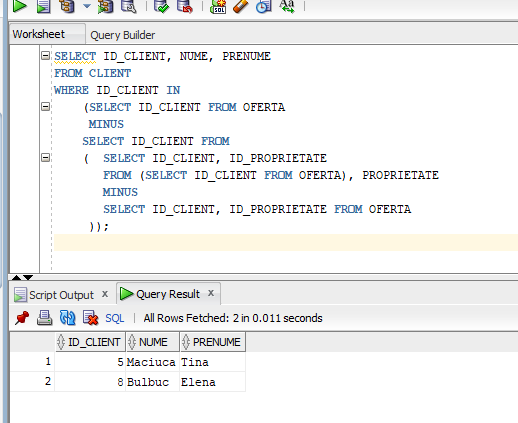 SQL
Aa
Worksheet Query Builder
SELECT ID_CLIENT, NUME, PRENUME
FROM CLIENT
WHERE ID_CLIENT IN
(SELECT ID_CLIENT FROM OFERTA
MINUS
SELECT ID_CLIENT FROM
( SELECT ID_CLIENT, ID_PROPRIETATE
FROM (SELECT ID_CLIENT FROM OFERTA), PROPRIETATE
MINUS
SELECT ID_CLIENT, ID_PROPRIETATE FROM OFERTA
));
Script Output x Query Result x
SQL | All Rows Fetched: 2 in 0.011 seconds
ID_CLIENT NUME PRENUME
1 5 Maciuca Tina
2 8 Bulbuc Elena